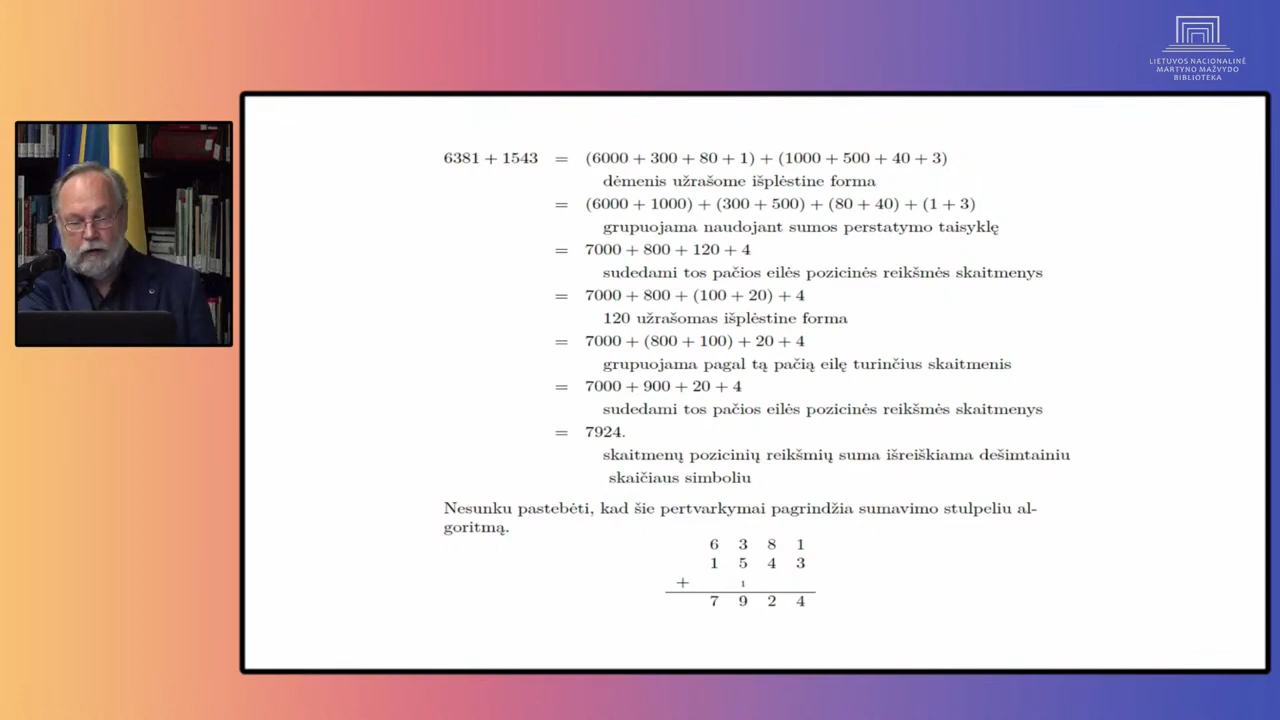 LIETUVOS NACIONALINĖ
MARTYNO MAŽVYDO
BIBLIOTEKA
6381 + 1543 = (6000 + 300 + 80 + 1) + (1000 + 500 + 40 + 3)
dėmenis užrašome išplėstine forma
= (6000 + 1000) + (300 + 500) + (80 + 40) + (1 + 3)
grupuojama naudojant sumos perstatymo taisyklę
= 7000 + 800 + 120 + 4
sudedami tos pačios eilės pozicinės reikšmės skaitmenys
= 7000 + 800 + (100 + 20) + 4
120 užrašomas išplėstine forma
= 7000 + (800 + 100) + 20 + 4
grupuojama pagal tą pačią eilę turinčius skaitmenis
= 7000 + 900 + 20 + 4
sudedami tos pačios eilės pozicinės reikšmės skaitmenys
= 7924.
skaitmenų pozicinių reikšmių suma išreiškiama dešimtainiu
skaičiaus simboliu
Nesunku pastebėti, kad šie pertvarkymai pagrindžia sumavimo stulpeliu al-
goritmą.
6 3 8 1
1 5 4 3
+ 1
7 9 2 4